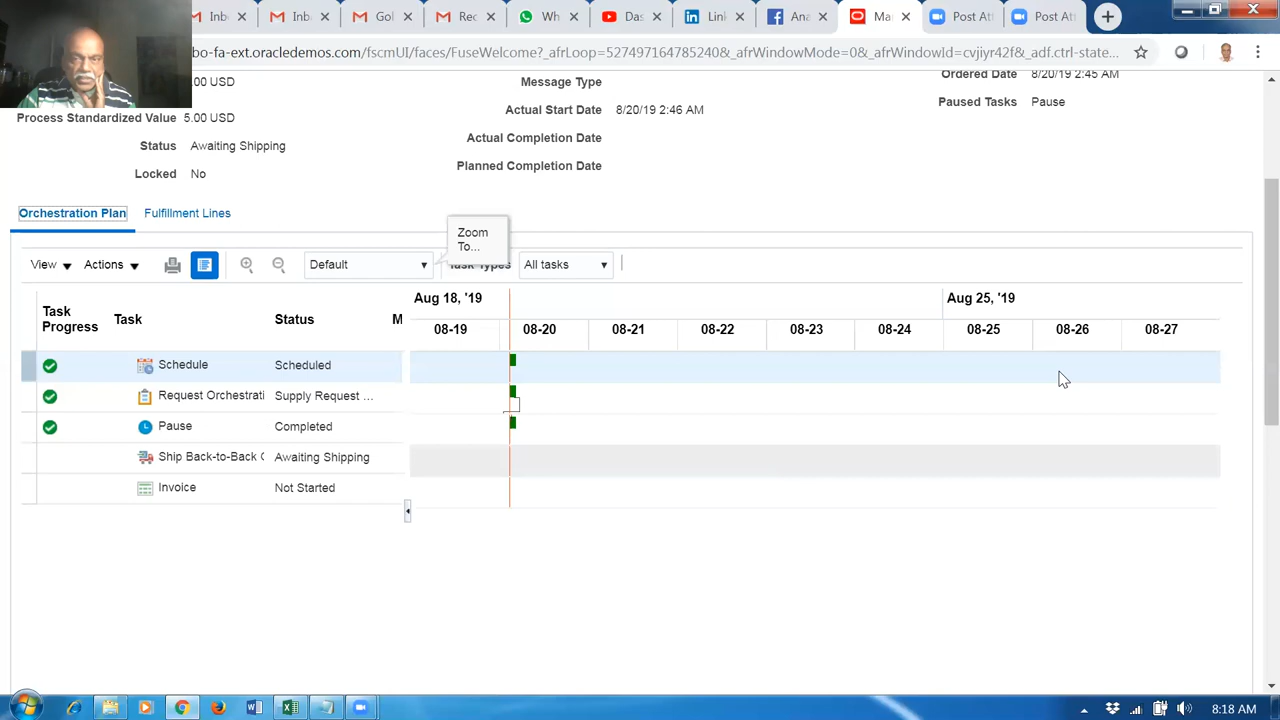 Inb
Inb
Gol
Rec
Das
Link
Ana
Ma
Post Att
Post Att
bo-fa-ext.oracledemos.com/fscmUI/faces/FuseWelcome?_afrLoop=52749716478524​0&_afrWindowMode=0&_afrWindowId=cvjiyr42f&_adf.ctrl-state...
.00 USD
Message Type
Ordered Date 8/20/19 2:45 AM
Actual Start Date 8/20/19 2:46 AM
Paused Tasks Pause
Process Standardized Value 5.00 USD
Actual Completion Date
Status Awaiting Shipping
Planned Completion Date
Locked No
Orchestration Plan
Fulfillment Lines
Zoom
To...
View
Actions
Default
Task Types
All tasks
Task
Progress
Task
Status
M
Aug 18, '19
Aug 25, '19
08-19
08-20
08-21
08-22
08-23
08-24
08-25
08-26
08-27
Schedule Scheduled
Request Orchestrati Supply Request ...
Pause Completed
Ship Back-to-Back Awaiting Shipping
Invoice Not Started
8:18 AM